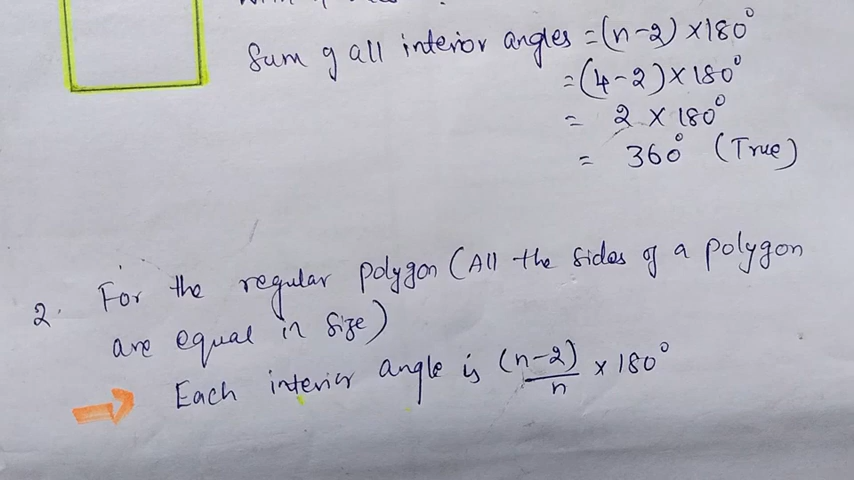 Sum of all interior angles = (n-2) × 180°
= (4-2) × 180°
= 2 × 180°
= 360° (True)
2. For the regular polygon (All the sides of a polygon
are equal in size)
Each interior angle is (n-2)/n × 180°